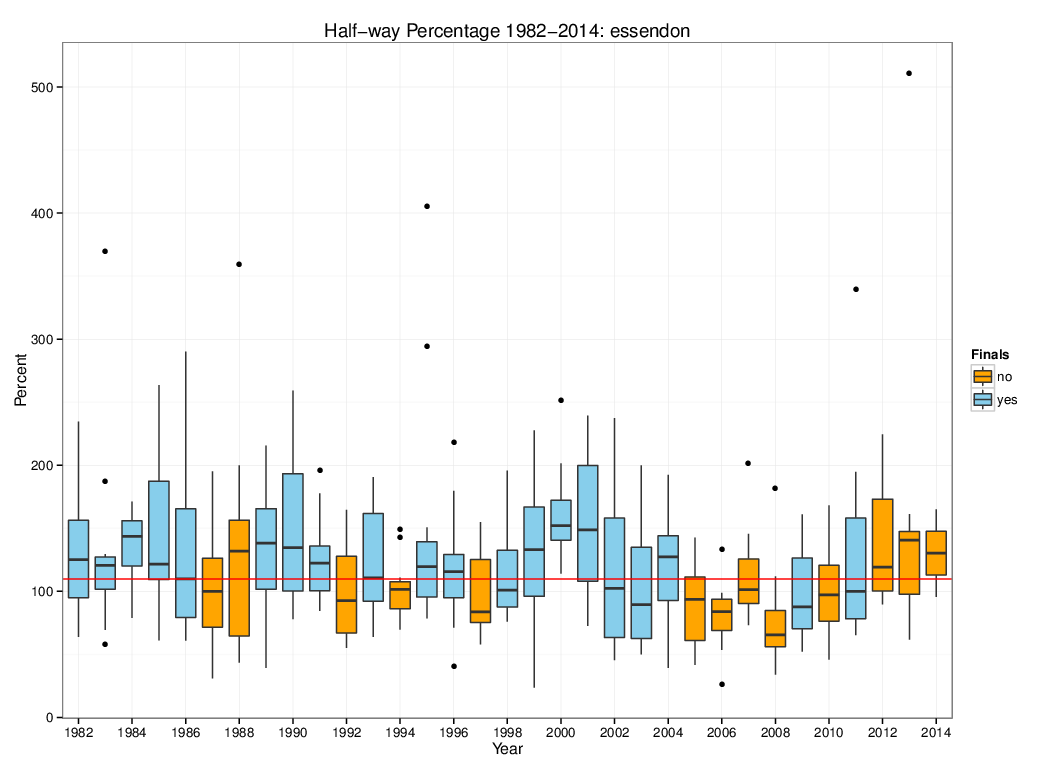 Half−way Percentage 1982−2014: essendon
500
400
300
200
100
0
Percent
1982 1984 1986 1988 1990 1992 1994 1996 1998 2000 2002 2004 2006 2008 2010 2012 2014
Year
Finals
no
yes